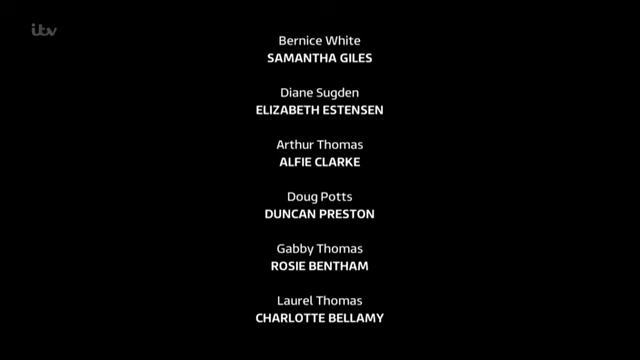 itv
Bernice White
SAMANTHA GILES
Diane Sugden
ELIZABETH ESTENSEN
Arthur Thomas
ALFIE CLARKE
Doug Potts
DUNCAN PRESTON
Gabby Thomas
ROSIE BENTHAM
Laurel Thomas
CHARLOTTE BELLAMY